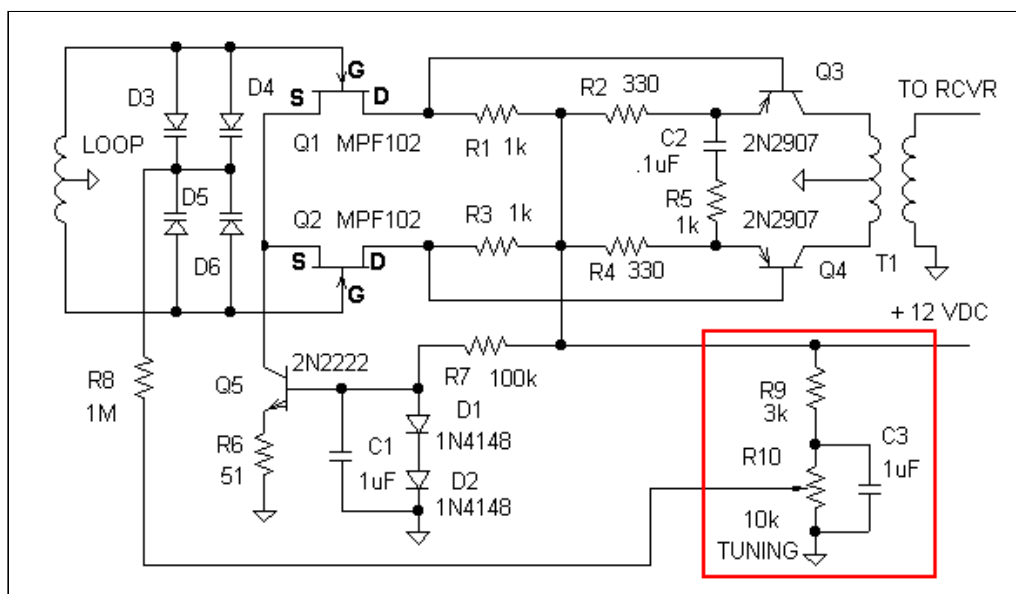 G
D3
D4
S
D
R2
330
Q3
TO RCVR
LOOP
Q1 MPF102
R1 1k
C2
.1uF
2N2907
D5
Q2 MPF102
R3 1k
R5
1k
2N2907
S
D
D6
G
R4 330
Q4
T1
+ 12 VDC
2N2222
R7 100k
R8
1M
Q5
D1
1N4148
R9
3k
C3
1uF
R6
51
C1
1uF
D2
1N4148
R10
10k
TUNING